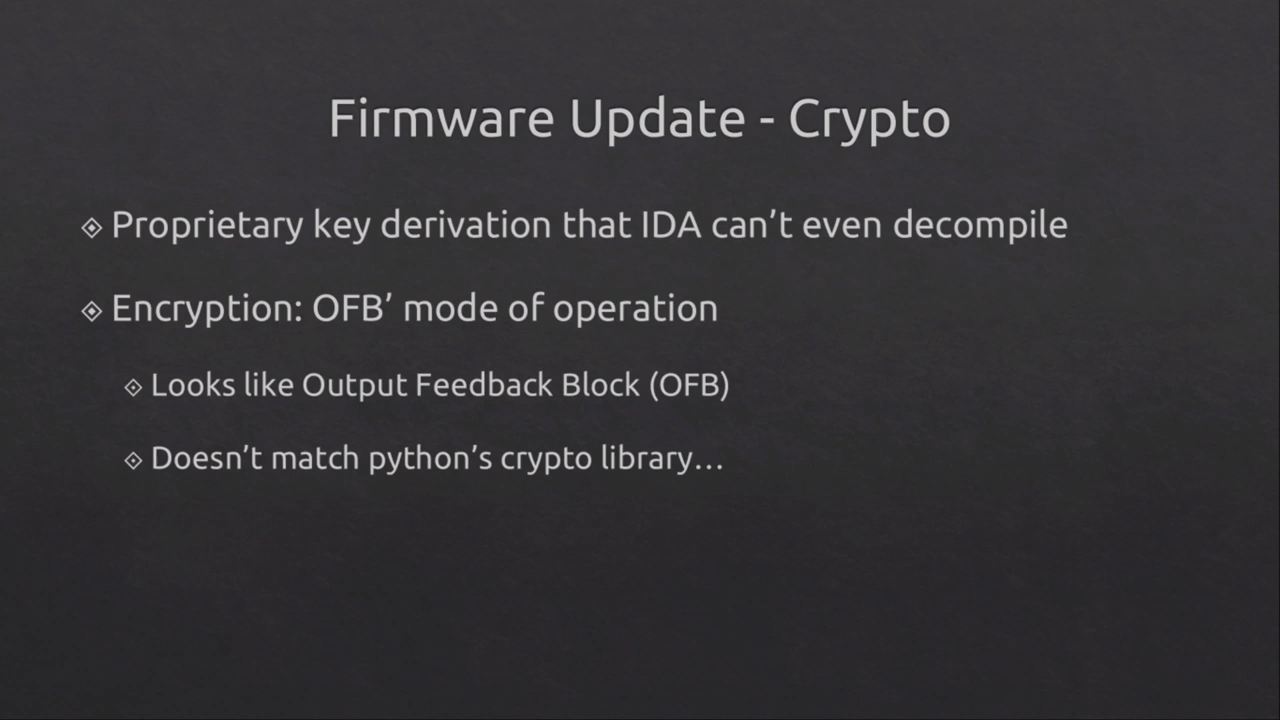 Firmware Update - Crypto
Proprietary key derivation that IDA can’t even decompile
Encryption: OFB’ mode of operation
Looks like Output Feedback Block (OFB)
Doesn’t match python’s crypto library…